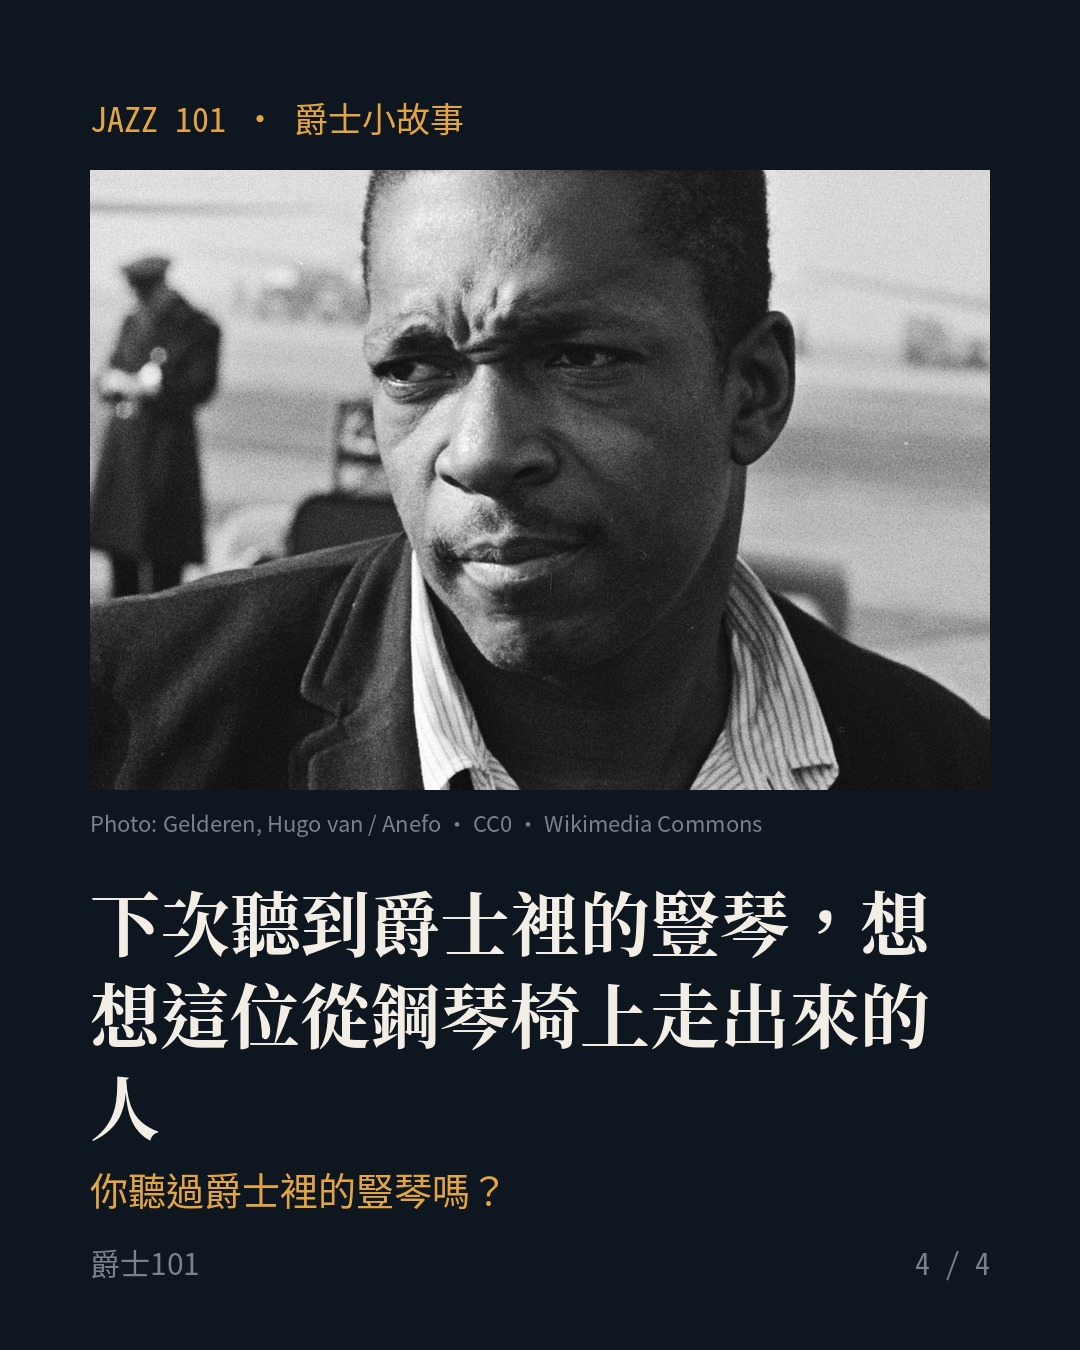 JAZZ 101 · 爵士小故事
Photo: Gelderen, Hugo van / Anefo · CC0 · Wikimedia Commons
下次聽到爵士裡的豎琴，想
想這位從鋼琴椅上走出來的
人
你聽過爵士裡的豎琴嗎？
爵士101
4 / 4